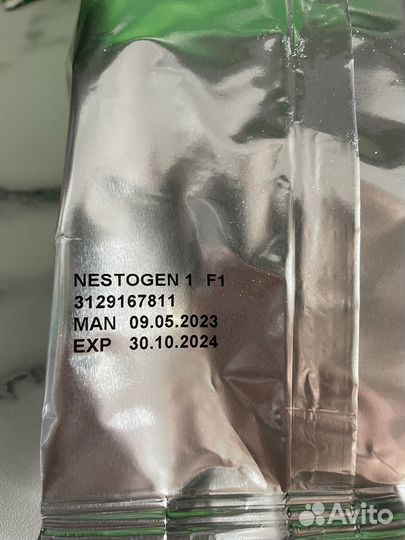 NESTOGEN 1 F1
3129167811
MAN 09.05.2023
EXP 30.10.2024
Avito